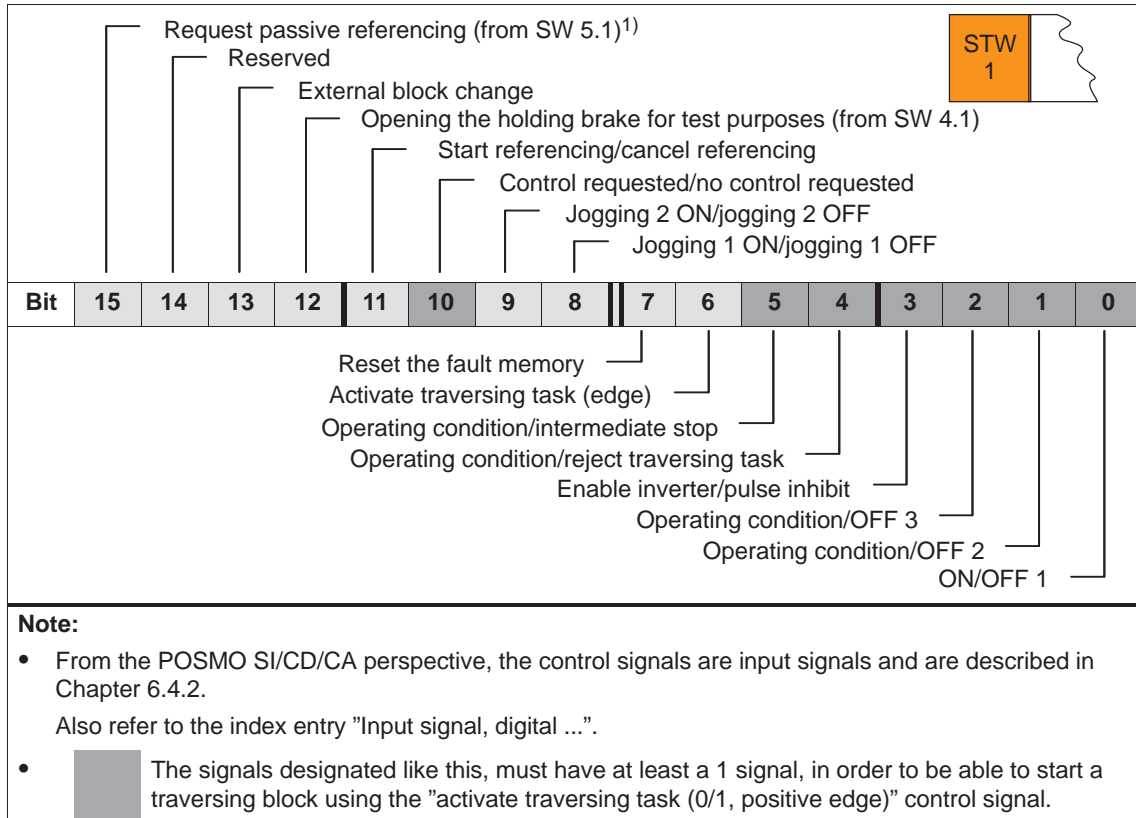 Request passive referencing (from SW 5.1)1)
Reserved
External block change
Opening the holding brake for test purposes (from SW 4.1)
Start referencing/cancel referencing
Control requested/no control requested
Jogging 2 ON/jogging 2 OFF
Jogging 1 ON/jogging 1 OFF
STW
1
Bit 15 14 13 12 11 10 9 8 7 6 5 4 3 2 1 0
Reset the fault memory
Activate traversing task (edge)
Operating condition/intermediate stop
Operating condition/reject traversing task
Enable inverter/pulse inhibit
Operating condition/OFF 3
Operating condition/OFF 2
ON/OFF 1
Note:
• From the POSMO SI/CD/CA perspective, the control signals are input signals and are described in
Chapter 6.4.2.
Also refer to the index entry ”Input signal, digital ...”.
• The signals designated like this, must have at least a 1 signal, in order to be able to start a
traversing block using the ”activate traversing task (0/1, positive edge)” control signal.